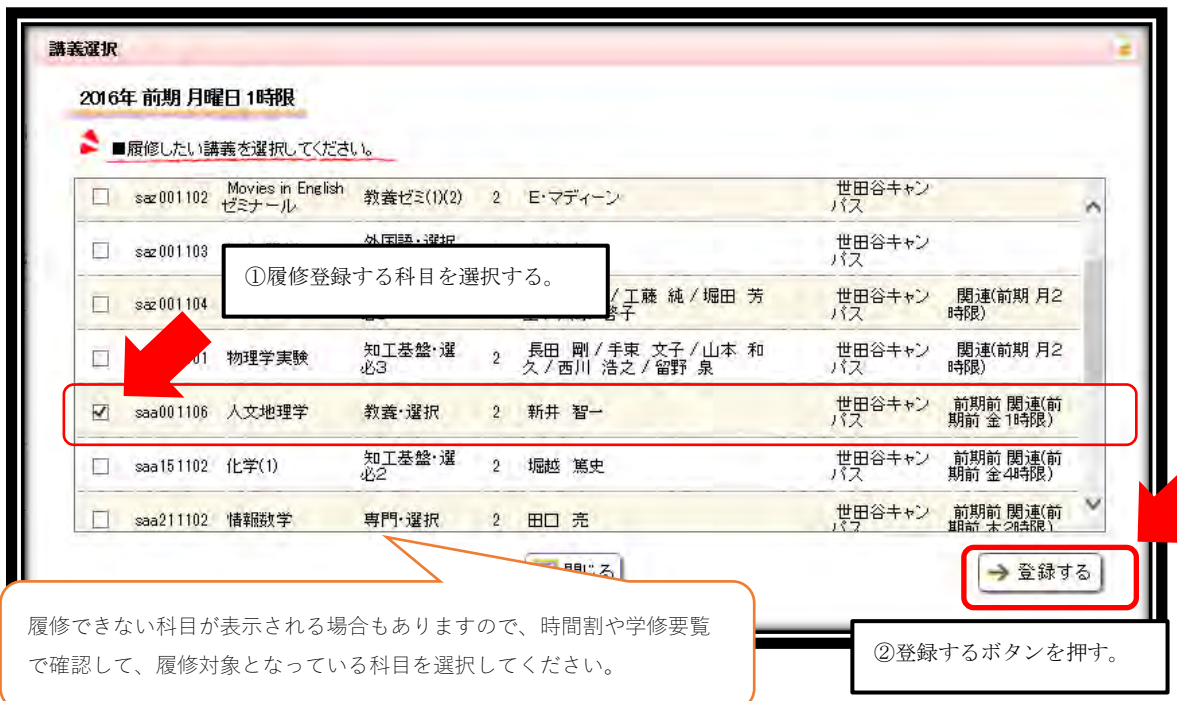 講義選択
2016年 前期 月曜日 1時限
■履修したい講義を選択してください。
saz001102 Movies in English ゼミナール 教養ゼミ(1)(2) 2 E・マディーン 世田谷キャンパス
saz001103 外国語・選択 世田谷キャンパス
①履修登録する科目を選択する。
saz001104 / 工藤 純 / 堀田 芳 世田谷キャンパス 関連(前期 月2時限)
物理学実験 知工基盤・選必3 2 長田 剛 / 手束 文子 / 山本 和久 / 西川 浩之 / 留野 泉 世田谷キャンパス 関連(前期 月2時限)
saa001106 人文地理学 教養・選択 2 新井 智一 世田谷キャンパス 前期前 関連(前期前 金1時限)
saa151102 化学(1) 知工基盤・選必2 2 堀越 篤史 世田谷キャンパス 前期前 関連(前期前 金4時限)
saa211102 情報数学 専門・選択 2 田口 亮 世田谷キャンパス 前期前 関連(前期前 木2時限)
閉じる
→ 登録する
履修できない科目が表示される場合もありますので、時間割や学修要覧
で確認して、履修対象となっている科目を選択してください。
②登録するボタンを押す。